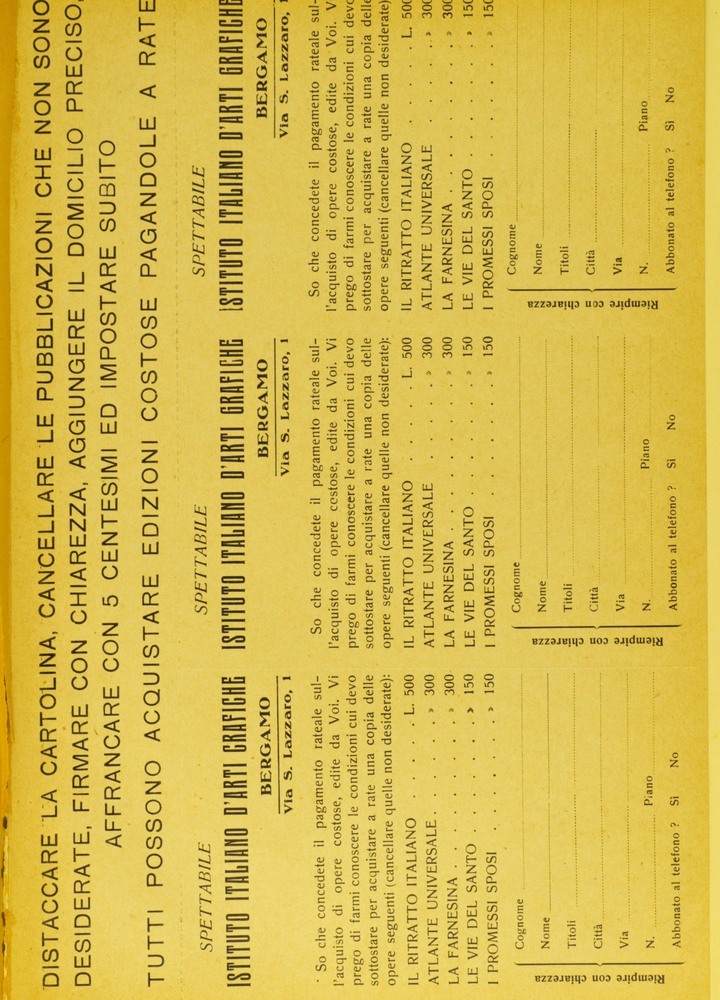 DISTACCARE LA CARTOLINA, CANCELLARE LE PUBBLICAZIONI CHE NON SONO
DESIDERATE, FIRMARE CON CHIAREZZA, AGGIUNGERE IL DOMICILIO PRECISO,
AFFRANCARE CON 5 CENTESIMI ED IMPOSTARE SUBITO
TUTTI POSSONO ACQUISTARE EDIZIONI COSTOSE PAGANDOLE A RATE
SPETTABILE
ISTITUTO ITALIANO D'ARTI GRAFICHE
BERGAMO
Via S. Lazzaro, 1
So che concedete il pagamento rateale sul-
l'acquisto di opere costose, edite da Voi. Vi
prego di farmi conoscere le condizioni cui devo
sottostare per acquistare a rate una copia delle
opere seguenti (cancellare quelle non desiderate):
IL RITRATTO ITALIANO . . . . . L. 500
ATLANTE UNIVERSALE . . . . . . » 300
LA FARNESINA . . . . . . . . » 300
LE VIE DEL SANTO . . . . . . . » 150
I PROMESSI SPOSI . . . . . . . » 150
Riempire con chiarezza
Cognome
Nome
Titoli
Città
Via
N. Piano
Abbonato al telefono ? Sì No
SPETTABILE
ISTITUTO ITALIANO D'ARTI GRAFICHE
BERGAMO
Via S. Lazzaro, 1
So che concedete il pagamento rateale sul-
l'acquisto di opere costose, edite da Voi. Vi
prego di farmi conoscere le condizioni cui devo
sottostare per acquistare a rate una copia delle
opere seguenti (cancellare quelle non desiderate):
IL RITRATTO ITALIANO . . . . . L. 500
ATLANTE UNIVERSALE . . . . . . » 300
LA FARNESINA . . . . . . . . » 300
LE VIE DEL SANTO . . . . . . . » 150
I PROMESSI SPOSI . . . . . . . » 150
Riempire con chiarezza
Cognome
Nome
Titoli
Città
Via
N. Piano
Abbonato al telefono ? Sì No
SPETTABILE
ISTITUTO ITALIANO D'ARTI GRAFICHE
BERGAMO
Via S. Lazzaro,
So che concedete il pagamento rateale sul-
l'acquisto di opere costose, edite da Voi. V
prego di farmi conoscere le condizioni cui devo
sottostare per acquistare a rate una copia delle
opere seguenti (cancellare quelle non desiderate)
IL RITRATTO ITALIANO . . . . . L. 500
ATLANTE UNIVERSALE . . . . . . » 300
LA FARNESINA . . . . . . . . » 300
LE VIE DEL SANTO . . . . . . . » 150
I PROMESSI SPOSI . . . . . . . » 150
Riempire con chiarezza
Cognome
Nome
Titoli
Città
Via
N. Piano
Abbonato al telefono ? Sì No